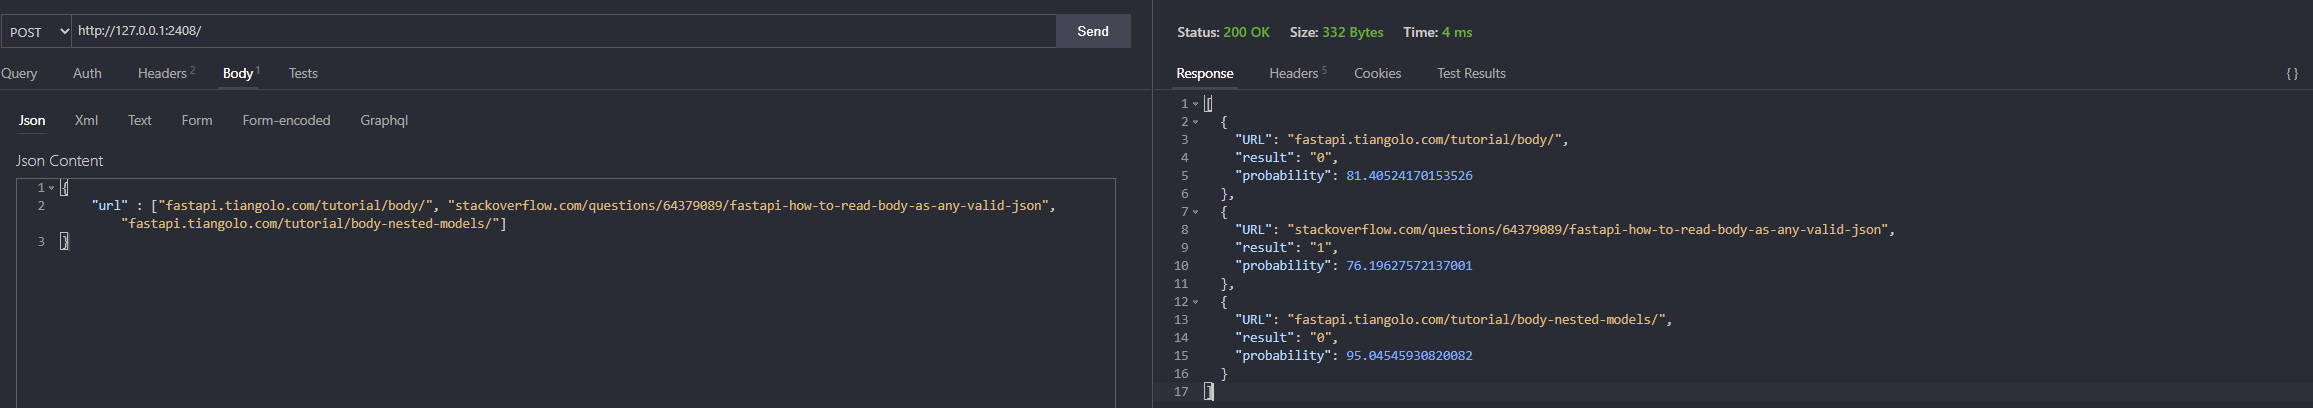 POST http://127.0.0.1:2408/ Send
Query Auth Headers 2 Body 1 Tests
Json Xml Text Form Form-encoded Graphql
Json Content
1 {
2 "url" : ["fastapi.tiangolo.com/tutorial/body/", "stackoverflow.com/questions/64379089/fastapi-how-to-read-body-as-any-valid-json",
"fastapi.tiangolo.com/tutorial/body-nested-models/"]
3 }
Status: 200 OK Size: 332 Bytes Time: 4 ms
Response Headers 5 Cookies Test Results { }
1 [
2 {
3 "URL": "fastapi.tiangolo.com/tutorial/body/",
4 "result": "0",
5 "probability": 81.40524170153526
6 },
7 {
8 "URL": "stackoverflow.com/questions/64379089/fastapi-how-to-read-body-as-any-valid-json",
9 "result": "1",
10 "probability": 76.19627572137001
11 },
12 {
13 "URL": "fastapi.tiangolo.com/tutorial/body-nested-models/",
14 "result": "0",
15 "probability": 95.04545930820082
16 }
17 ]